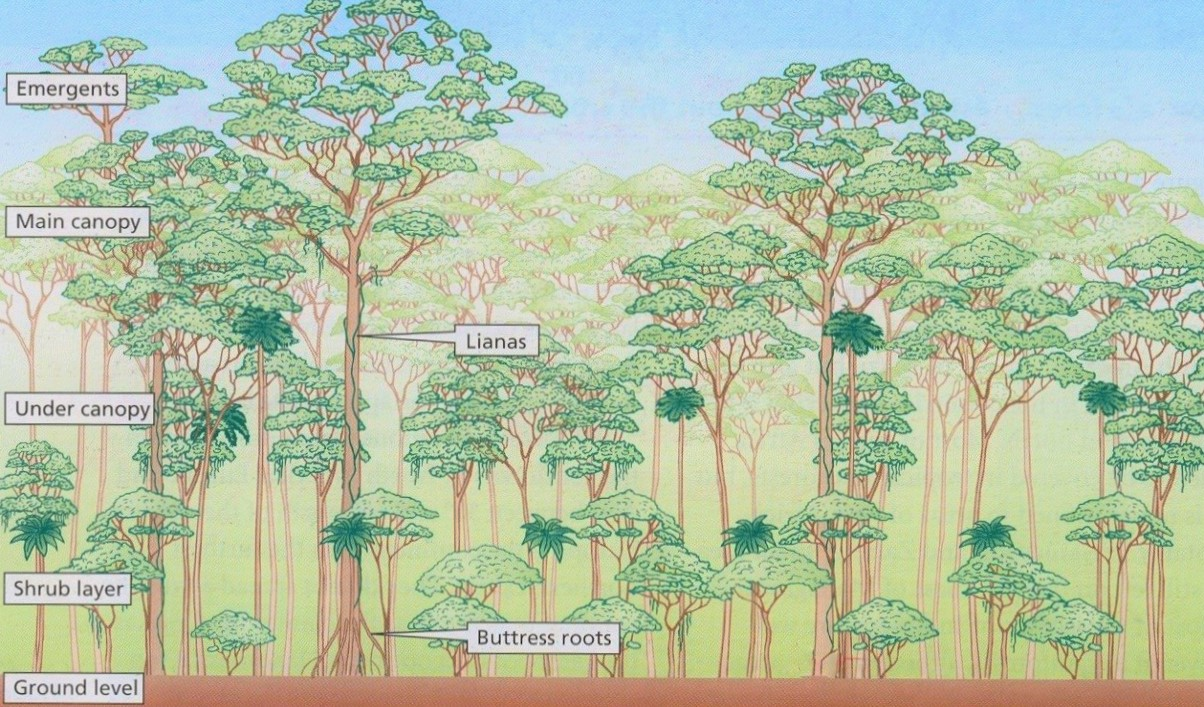 Emergents
Main canopy
Lianas
Under canopy
Shrub layer
Buttress roots
Ground level